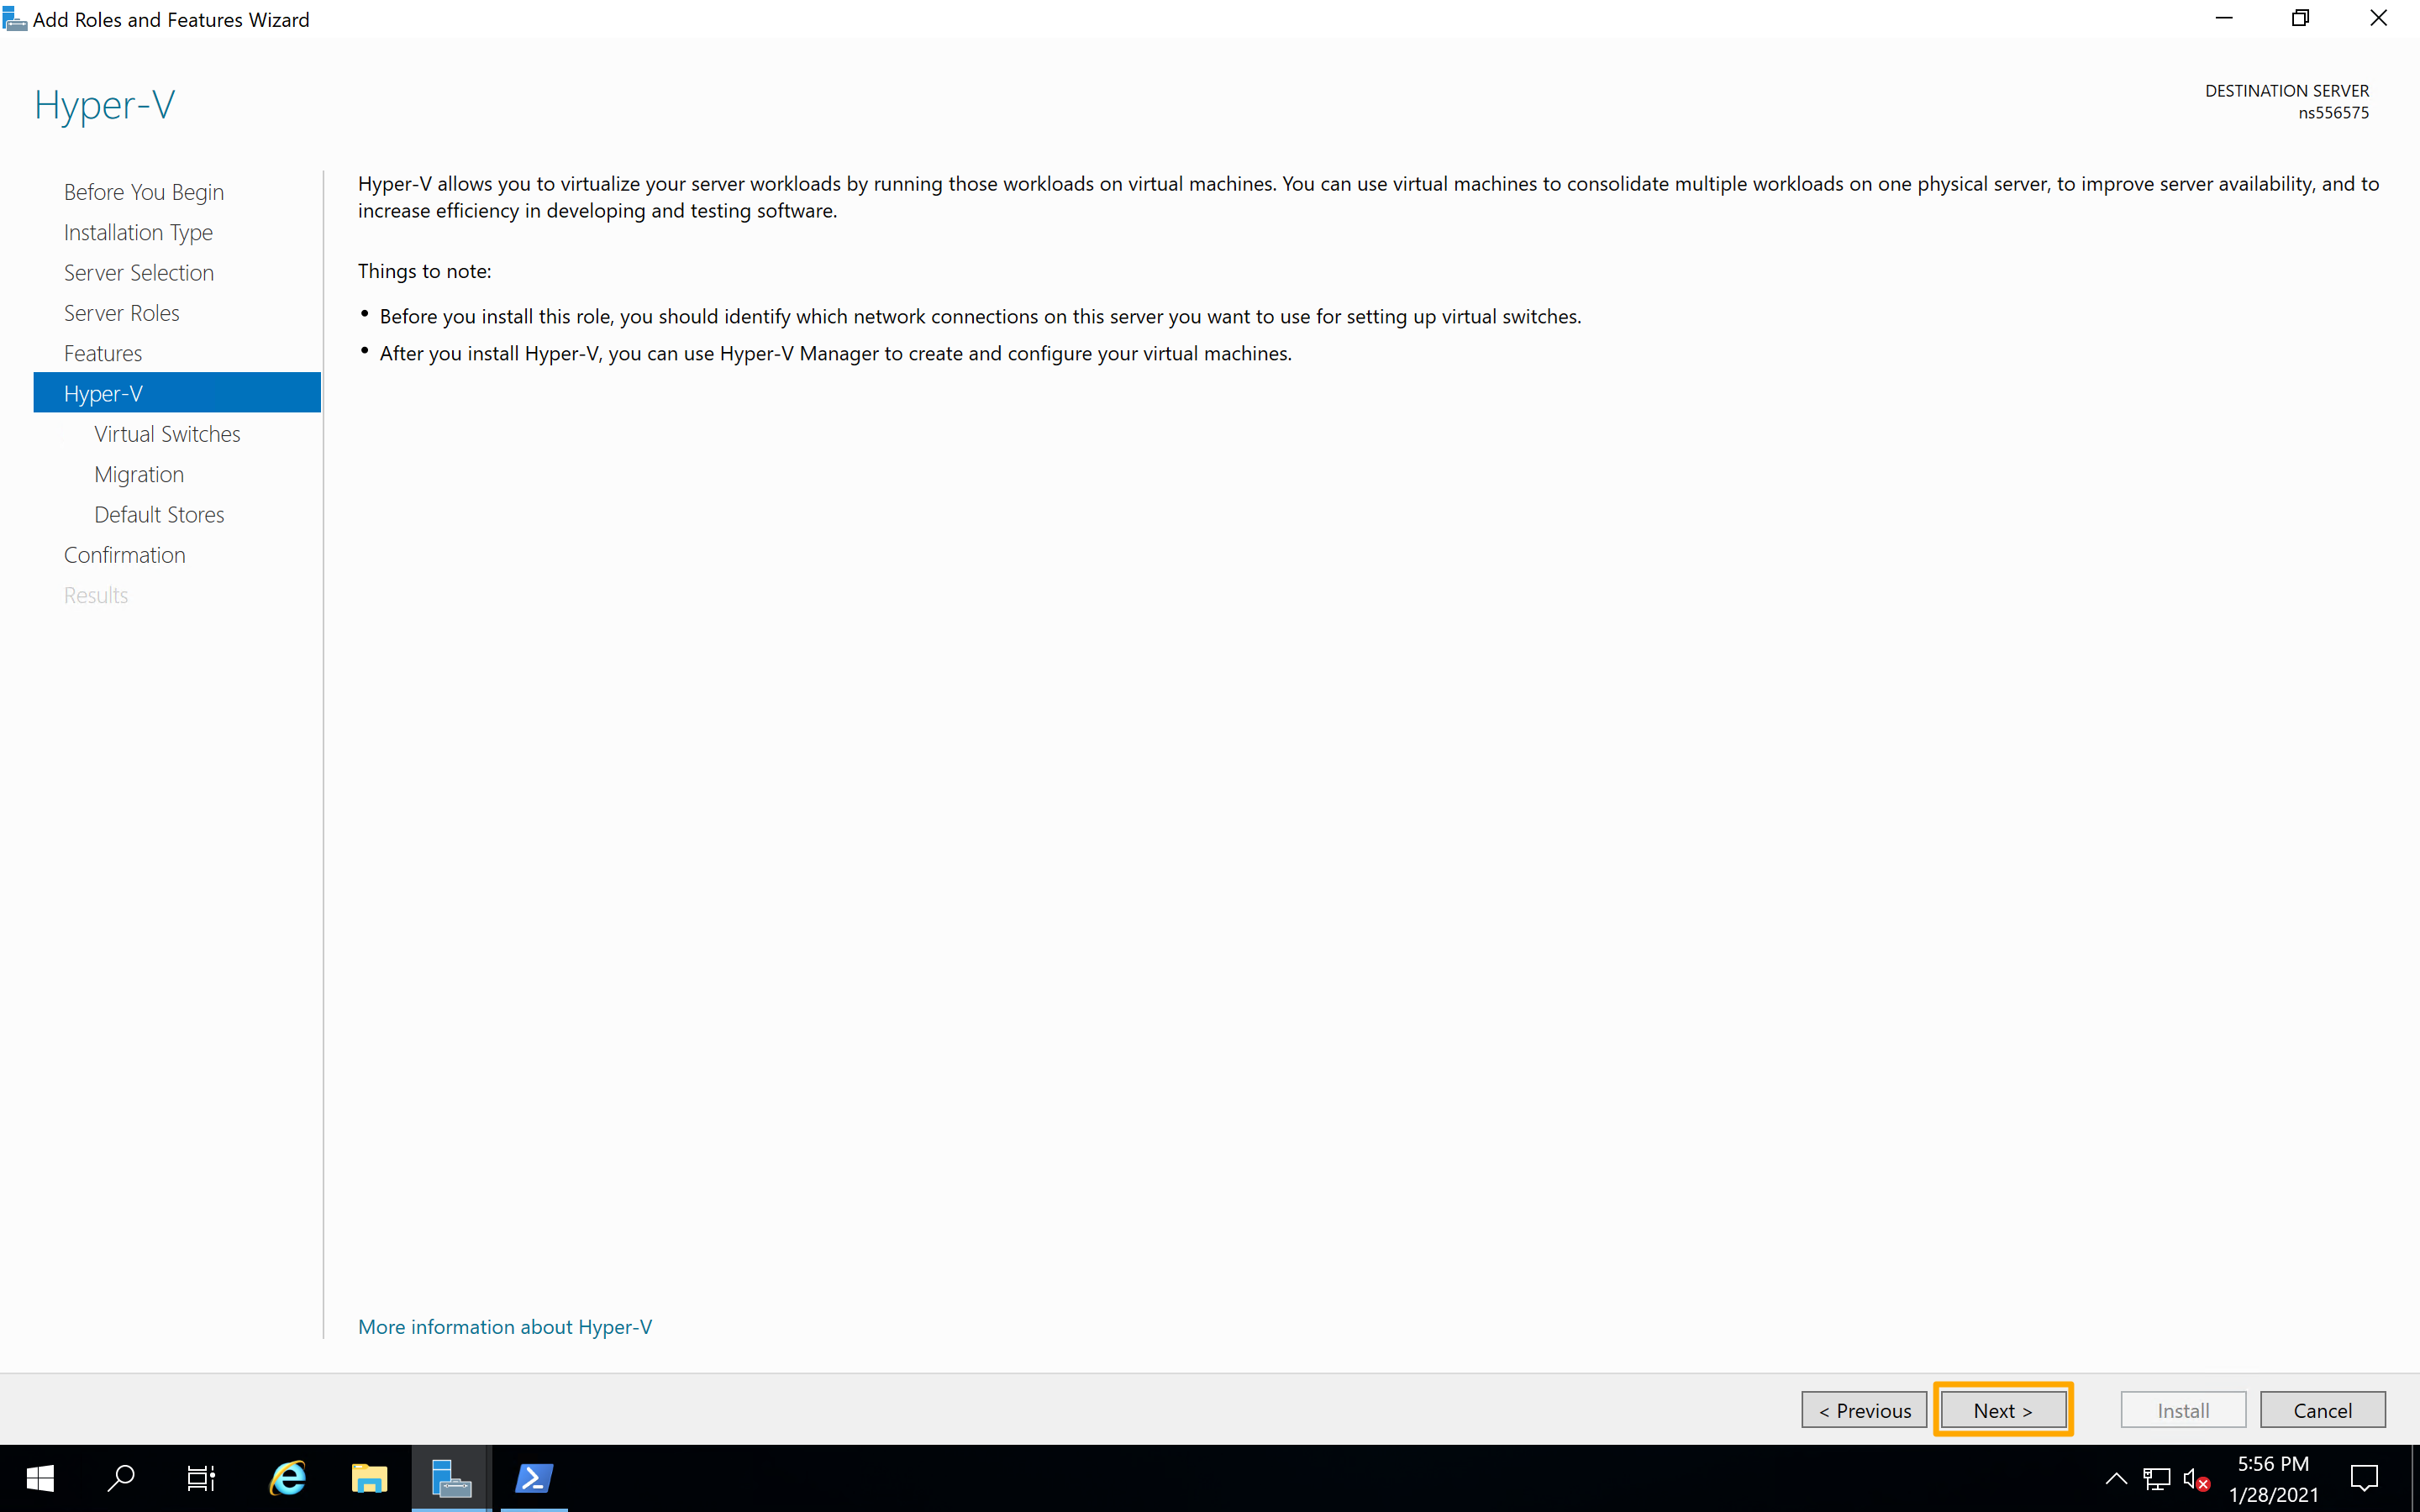 Add Roles and Features Wizard
Hyper-V
DESTINATION SERVER
ns556575
Before You Begin
Installation Type
Server Selection
Server Roles
Features
Hyper-V
Virtual Switches
Migration
Default Stores
Confirmation
Results
Hyper-V allows you to virtualize your server workloads by running those workloads on virtual machines. You can use virtual machines to consolidate multiple workloads on one physical server, to improve server availability, and to
increase efficiency in developing and testing software.
Things to note:
• Before you install this role, you should identify which network connections on this server you want to use for setting up virtual switches.
• After you install Hyper-V, you can use Hyper-V Manager to create and configure your virtual machines.
More information about Hyper-V
< Previous
Next >
Install
Cancel
5:56 PM
1/28/2021